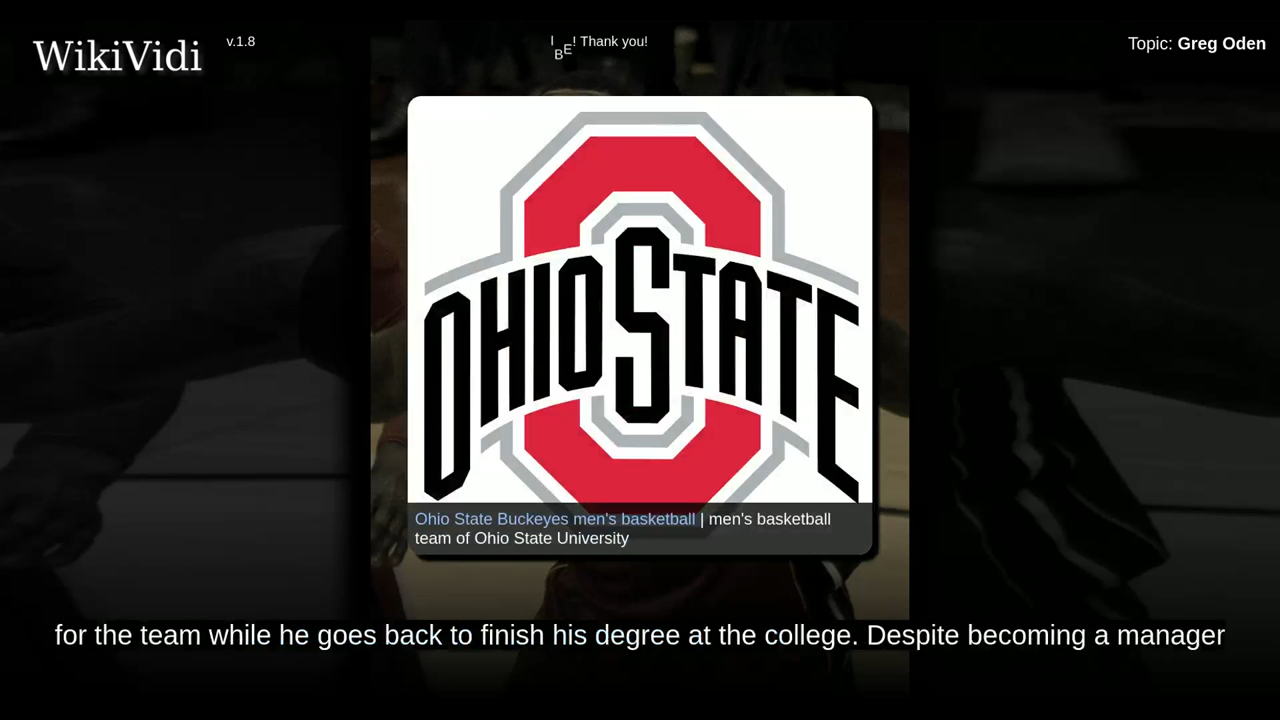 WikiVidi
v.1.8
! Thank you!
Topic: Greg Oden
OHIO STATE
Ohio State Buckeyes men's basketball | men's basketball
team of Ohio State University
for the team while he goes back to finish his degree at the college. Despite becoming a manager